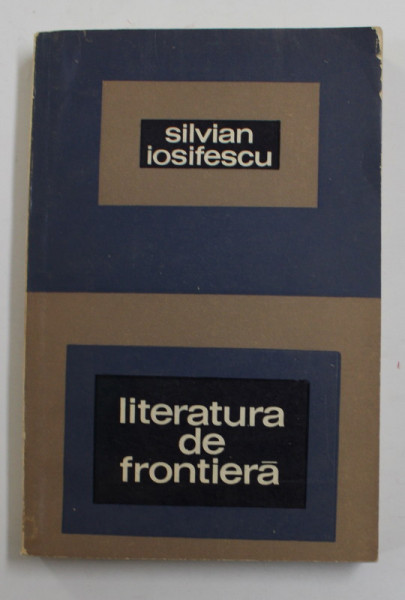 silvian
iosifescu
literatura
de
frontieră